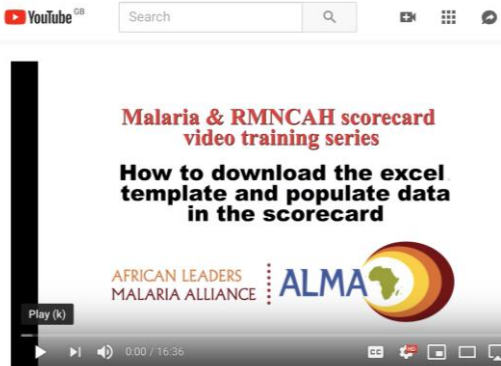 YouTube GB
Search
Malaria & RMNCAH scorecard
video training series
How to download the excel
template and populate data
in the scorecard
AFRICAN LEADERS
MALARIA ALLIANCE
ALMA
Play (k)
0:00 / 16:36
CC
HD